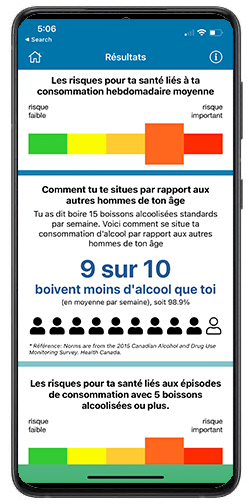 5:06
Search
Résultats
Les risques pour ta santé liés à ta
consommation hebdomadaire moyenne
risque
faible
risque
important
Comment tu te situes par rapport aux
autres hommes de ton âge
Tu as dit boire 15 boissons alcoolisées standards
par semaine. Voici comment se situe ta
consommation d'alcool par rapport aux autres
hommes de ton âge
9 sur 10
boivent moins d'alcool que toi
(en moyenne par semaine), soit 98.9%
* Référence: Norms are from the 2015 Canadian Alcohol and Drug Use
Monitoring Survey. Health Canada.
Les risques pour ta santé liés aux épisodes
de consommation avec 5 boissons
alcoolisées ou plus.
risque
faible
risque
important